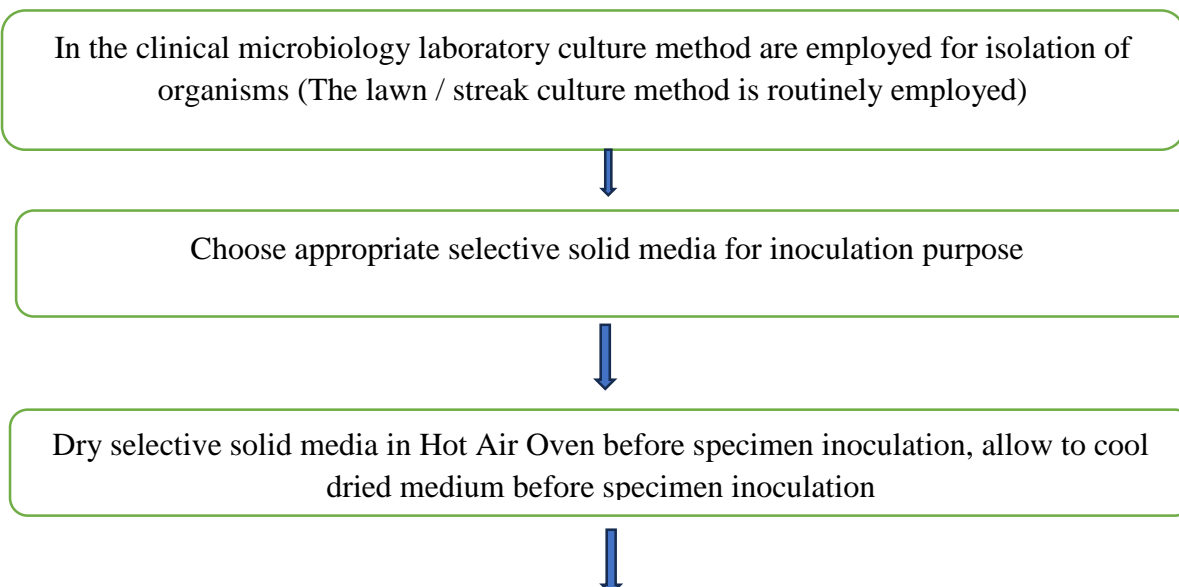 In the clinical microbiology laboratory culture method are employed for isolation of
organisms (The lawn / streak culture method is routinely employed)
Choose appropriate selective solid media for inoculation purpose
Dry selective solid media in Hot Air Oven before specimen inoculation, allow to cool
dried medium before specimen inoculation